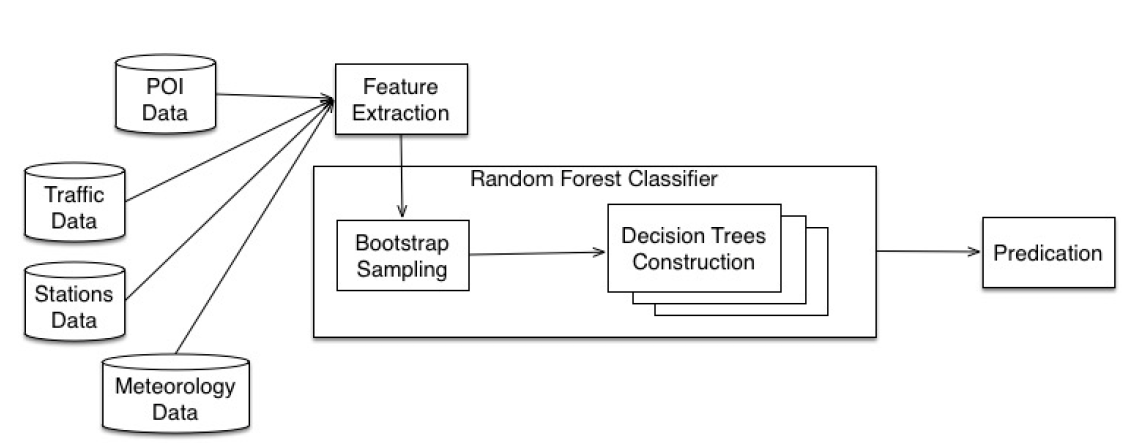 POI
Data
Feature
Extraction
Traffic
Data
Random Forest Classifier
Bootstrap
Sampling
Decision Trees
Construction
Predication
Stations
Data
Meteorology
Data